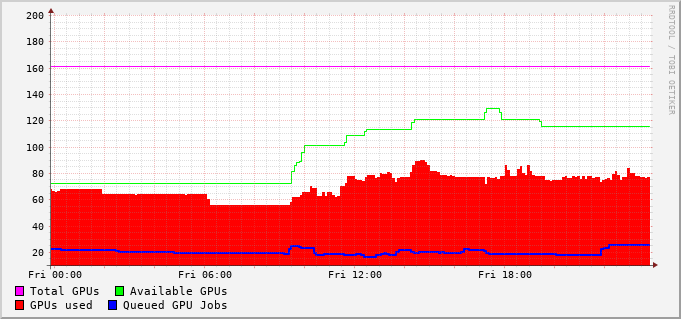 RRDTOOL / TOBI OETIKER
200
180
160
140
120
100
80
60
40
20
Fri 00:00 Fri 06:00 Fri 12:00 Fri 18:00
Total GPUs Available GPUs
GPUs used Queued GPU Jobs